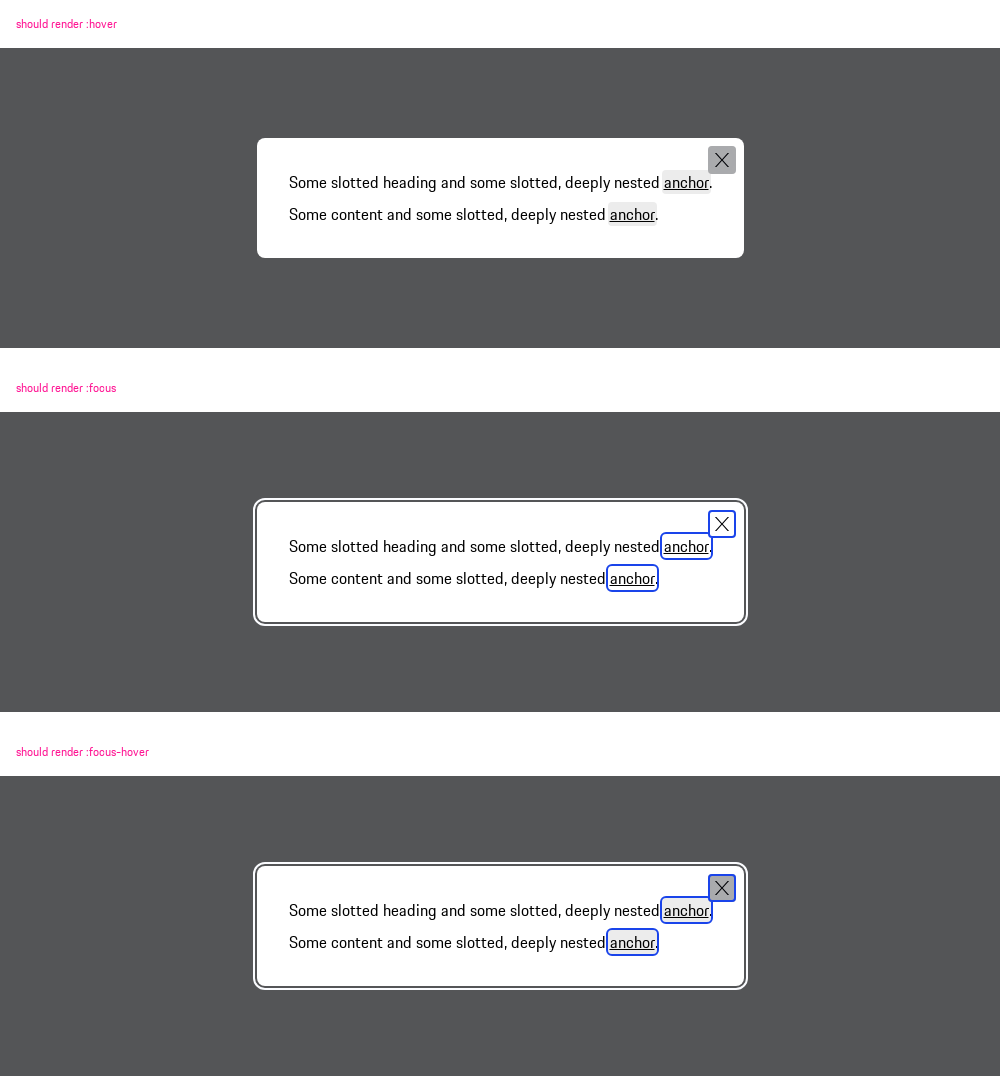 should render :hover
Some slotted heading and some slotted, deeply nested anchor.
Some content and some slotted, deeply nested anchor.
should render :focus
Some slotted heading and some slotted, deeply nested anchor.
Some content and some slotted, deeply nested anchor.
should render :focus-hover
Some slotted heading and some slotted, deeply nested anchor.
Some content and some slotted, deeply nested anchor.